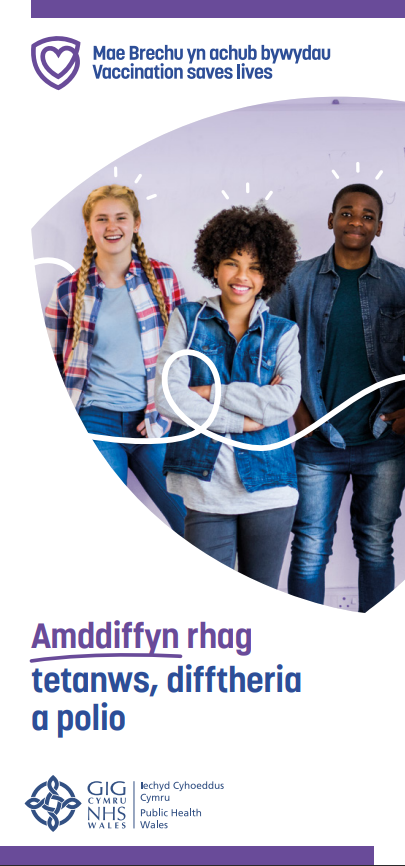 Mae Brechu yn achub bywydau
Vaccination saves lives
Amddiffyn rhag
tetanws, difftheria
a polio
GIG
CYMRU
NHS
WALES
Iechyd Cyhoeddus
Cymru
Public Health
Wales